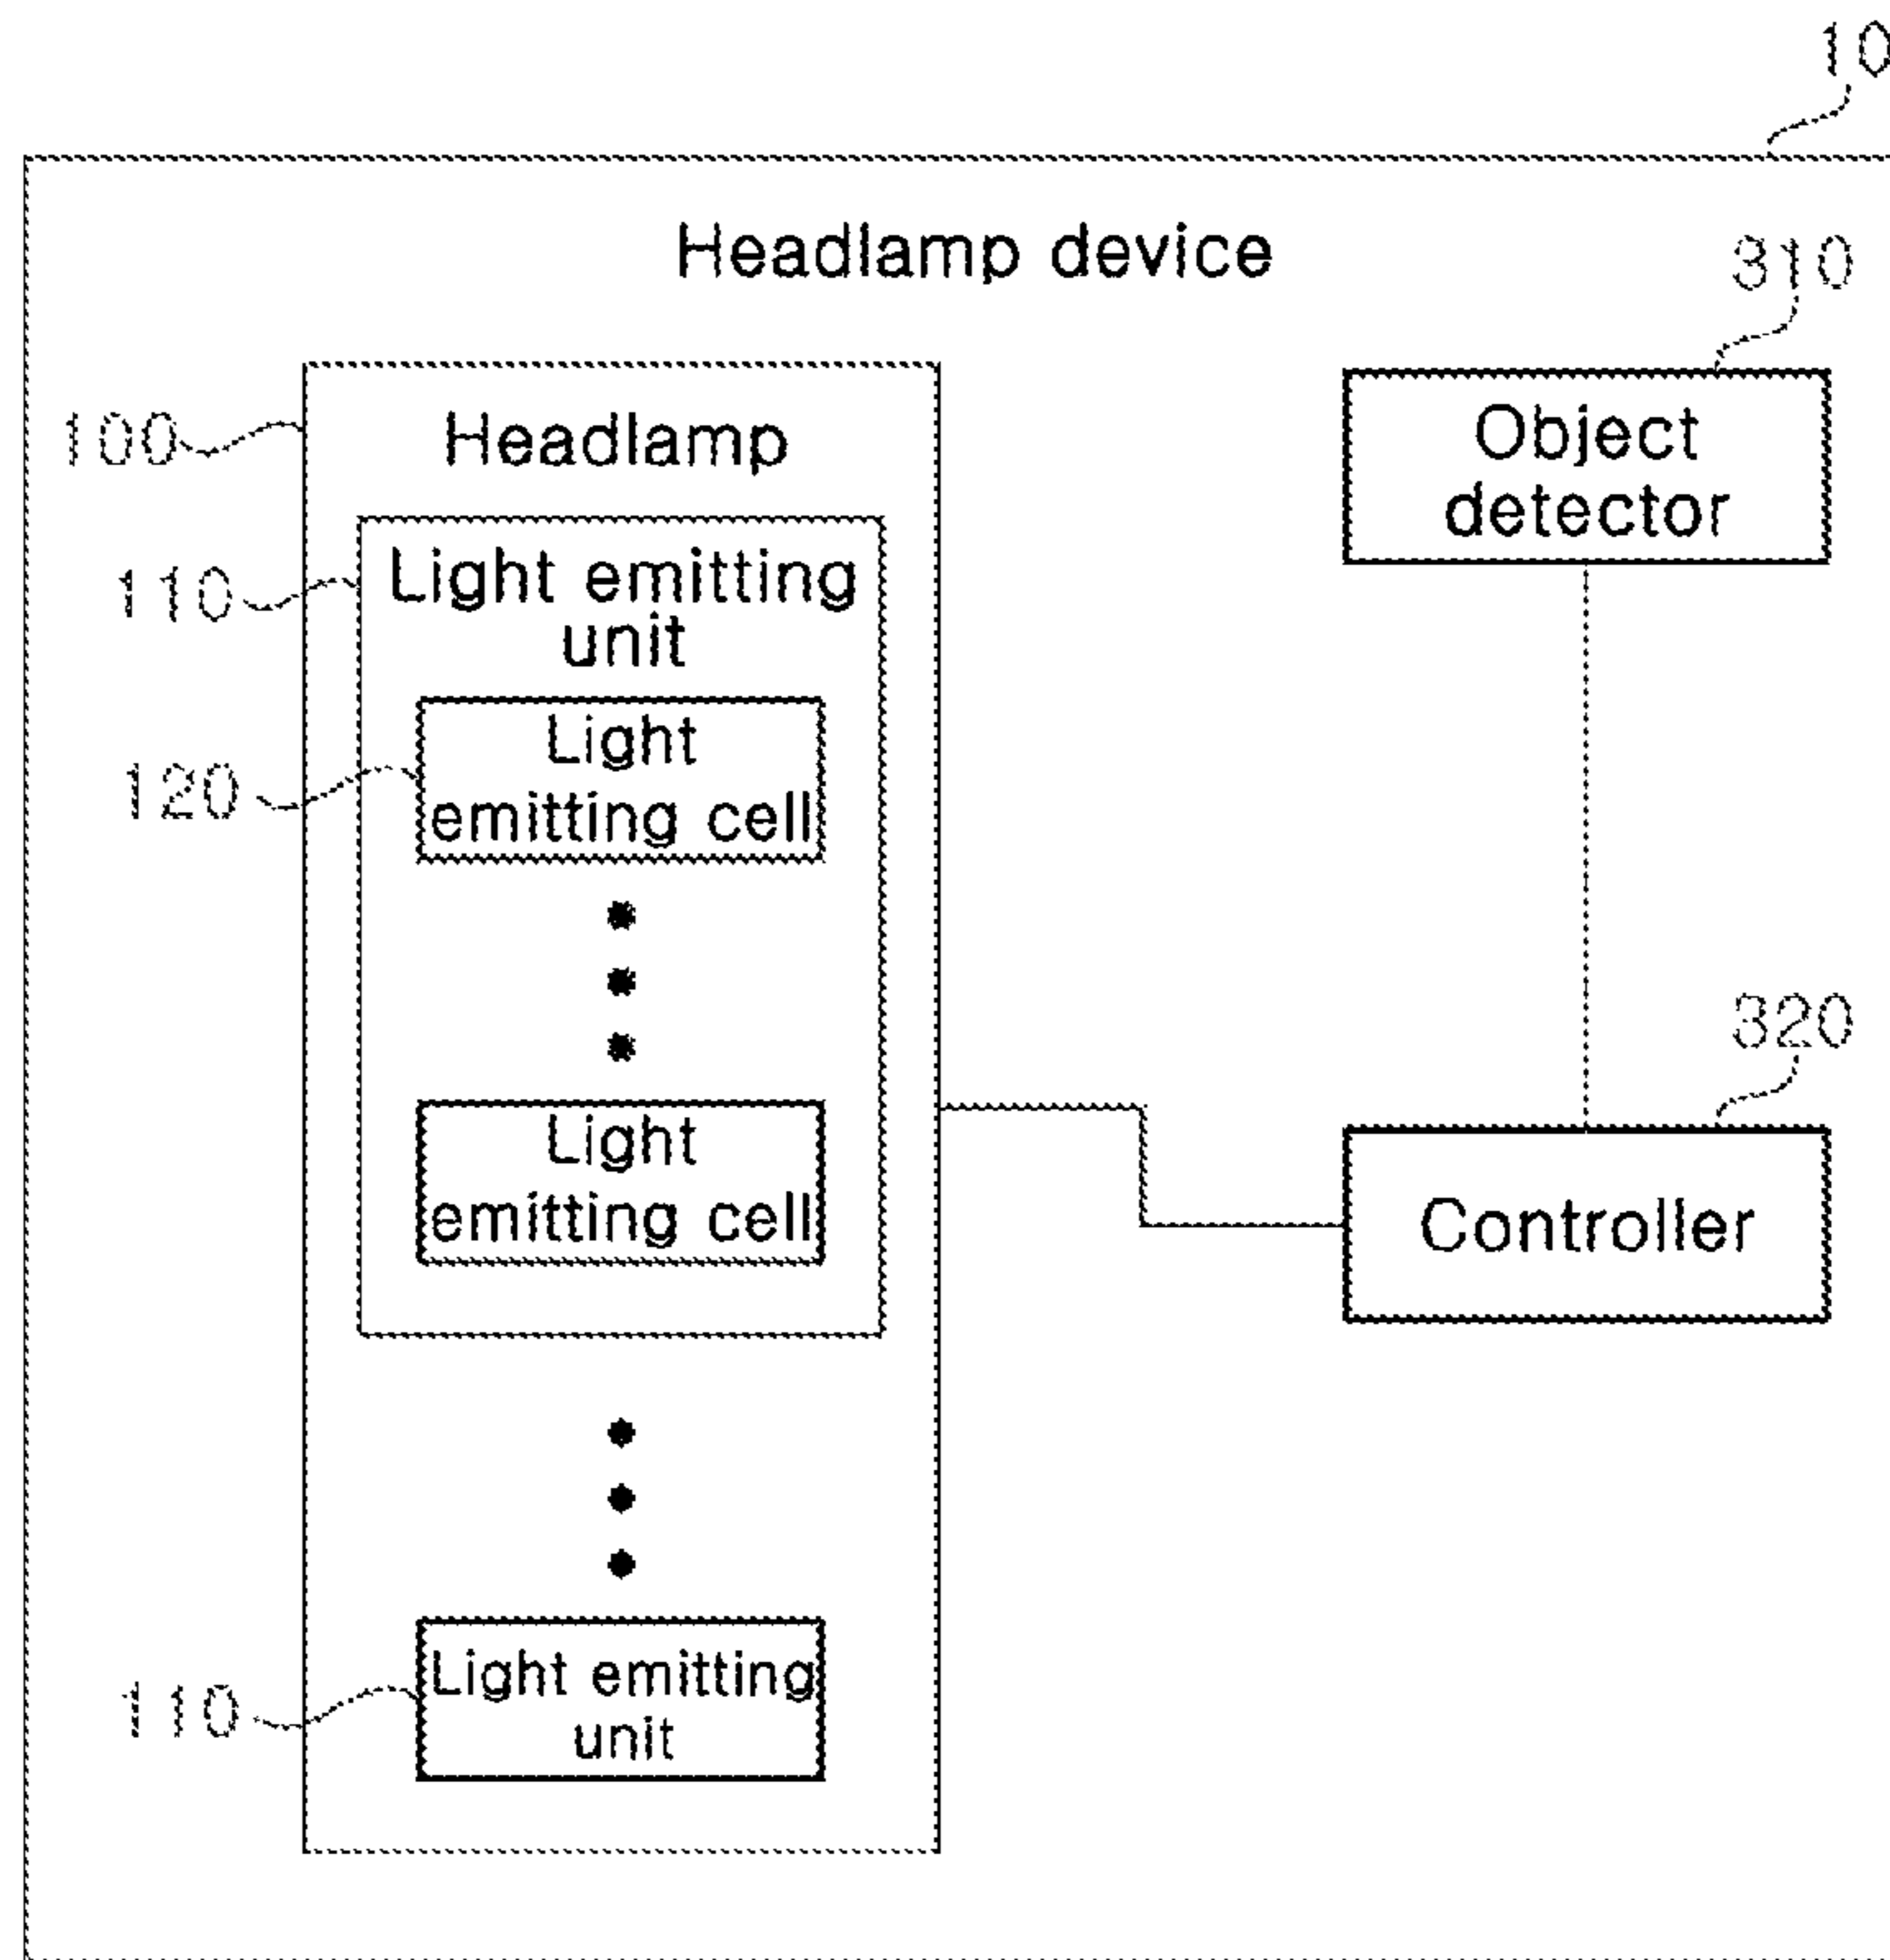 10
Headlamp device
310
100
Headlamp
Object
detector
110
Light emitting
unit
120
Light
emitting cell
320
Light
emitting cell
Controller
110
Light emitting
unit